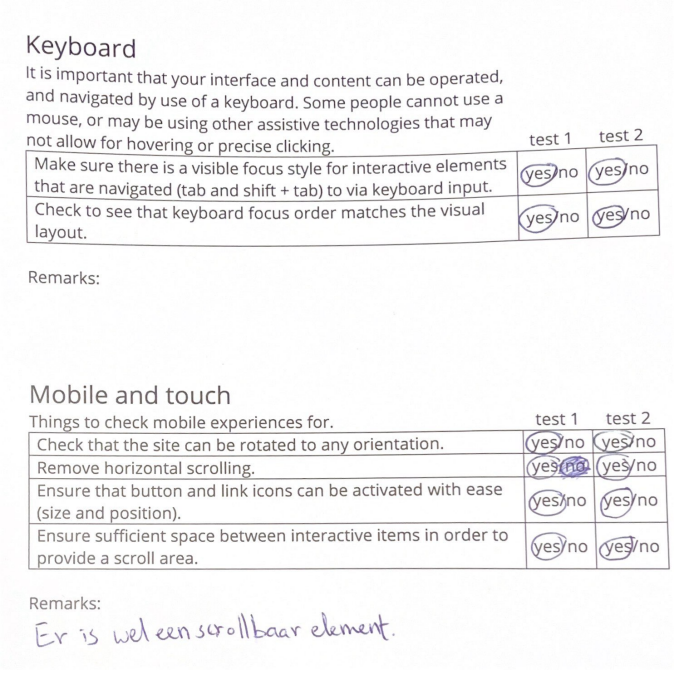 Keyboard
It is important that your interface and content can be operated,
and navigated by use of a keyboard. Some people cannot use a
mouse, or may be using other assistive technologies that may
not allow for hovering or precise clicking.
test 1 test 2
Make sure there is a visible focus style for interactive elements
that are navigated (tab and shift + tab) to via keyboard input.
yes/no yes/no
Check to see that keyboard focus order matches the visual
layout.
yes/no yes/no
Remarks:
Mobile and touch
Things to check mobile experiences for.
test 1 test 2
Check that the site can be rotated to any orientation. yes/no yes/no
Remove horizontal scrolling. yes/no yes/no
Ensure that button and link icons can be activated with ease
(size and position).
yes/no yes/no
Ensure sufficient space between interactive items in order to
provide a scroll area.
yes/no yes/no
Remarks:
Er is wel een scrollbaar element.